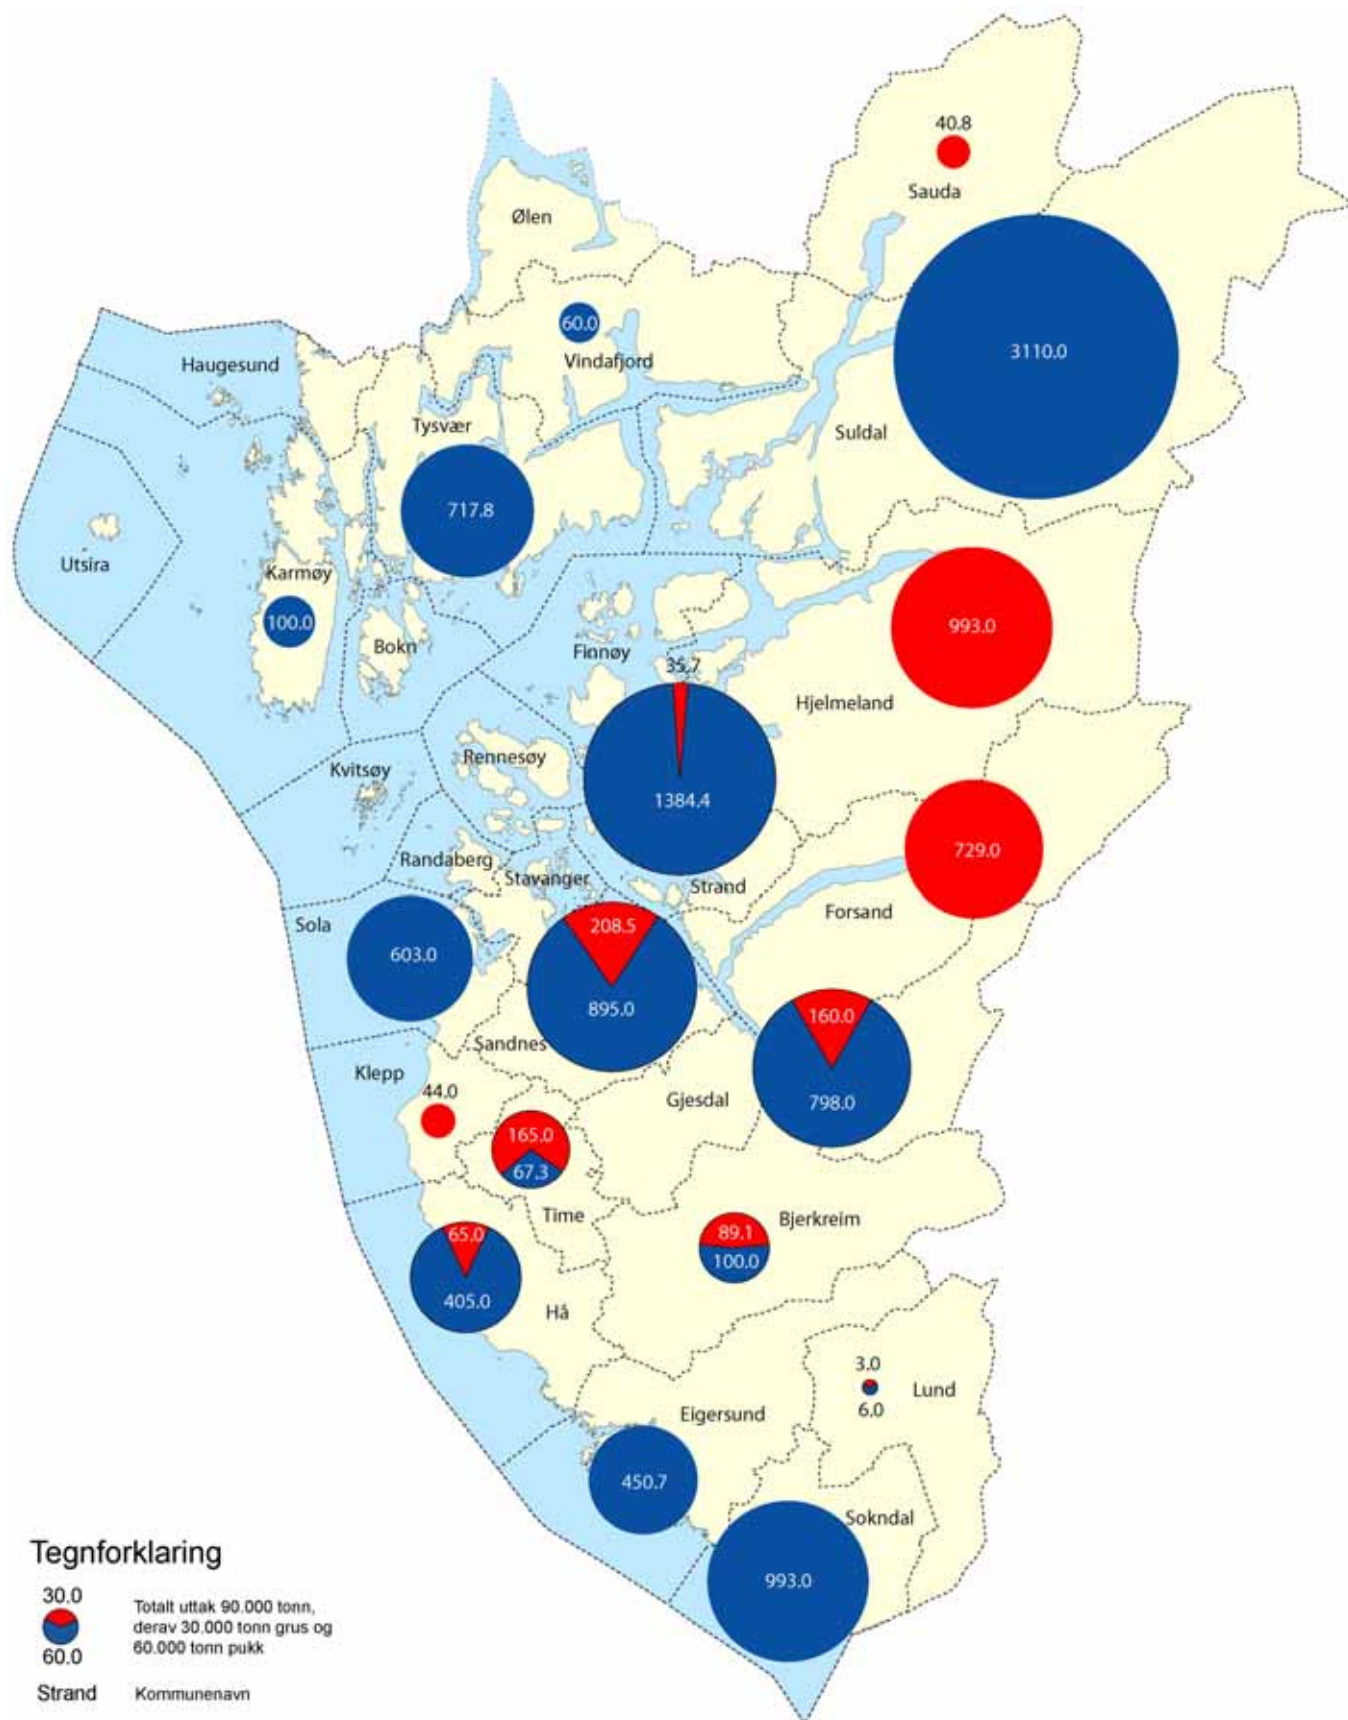 40.8
Sauda
Ølen
3110.0
60.0
Vindafjord
Haugesund
Tysvær
Suldal
717.8
Utsira
Karmøy
100.0
Bokn
Finnøy
993.0
35.7
Hjelmeland
Rennesøy
Kvitsøy
1384.4
729.0
Randaberg
Stavanger
Strand
Forsand
Sola
208.5
603.0
895.0
160.0
Sandnes
798.0
Klepp
44.0
Gjesdal
165.0
67.3
Time
Bjerkreim
65.0
89.1
100.0
405.0
Hå
3.0
Lund
6.0
Eigersund
450.7
Sokndal
993.0
Tegnforklaring
30.0
60.0
Totalt uttak 90.000 tonn,
derav 30.000 tonn grus og
60.000 tonn pukk
Strand Kommunenavn